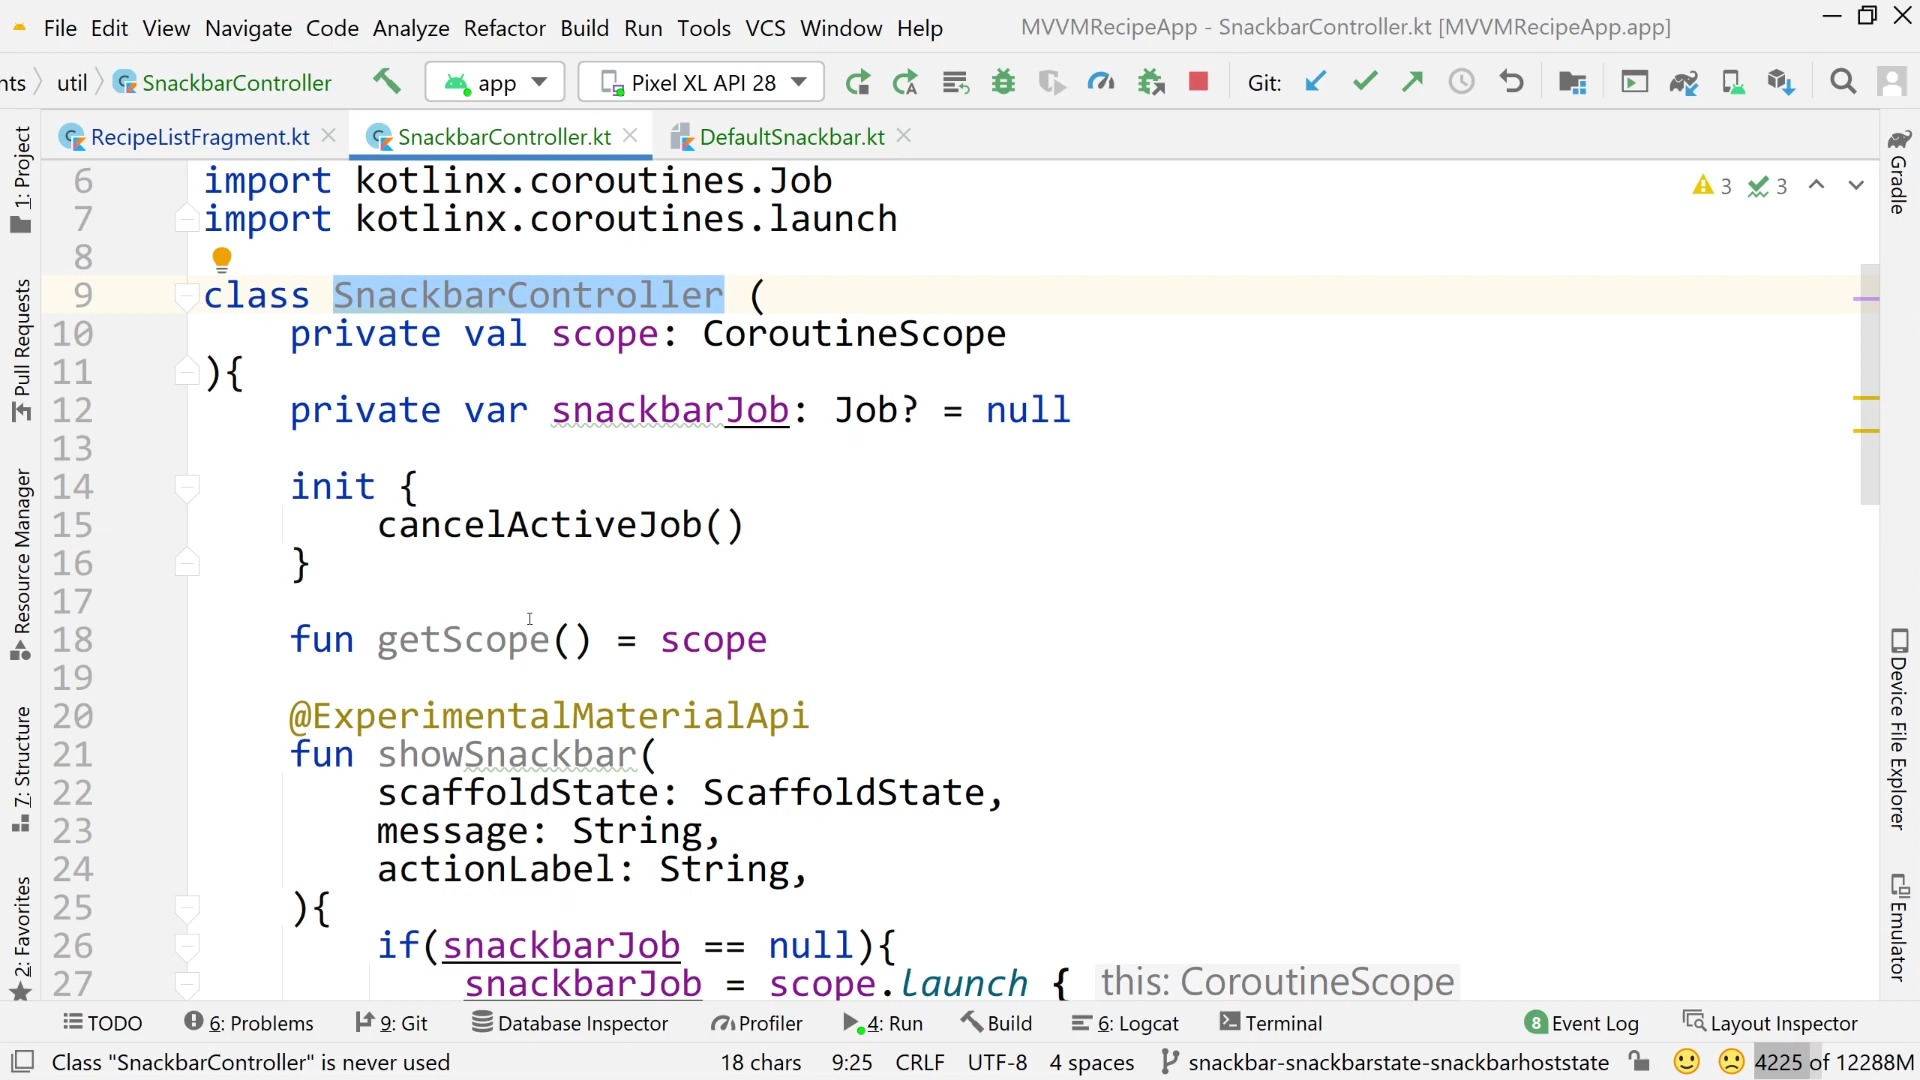 File Edit View Navigate Code Analyze Refactor Build Run Tools VCS Window Help MVVMRecipeApp - SnackbarController.kt [MVVMRecipeApp.app]
nts util SnackbarController app Pixel XL API 28 Git:
RecipeListFragment.kt SnackbarController.kt DefaultSnackbar.kt
1: Project
Pull Requests
Resource Manager
7: Structure
2: Favorites
6 import kotlinx.coroutines.Job
3 3
7 import kotlinx.coroutines.launch
8
9 class SnackbarController (
10 private val scope: CoroutineScope
11 ){
12 private var snackbarJob: Job? = null
13
14 init {
15 cancelActiveJob()
16 }
17
18 fun getScope() = scope
19
20 @ExperimentalMaterialApi
21 fun showSnackbar(
22 scaffoldState: ScaffoldState,
23 message: String,
24 actionLabel: String,
25 ){
26 if(snackbarJob == null){
27 snackbarJob = scope.launch { this: CoroutineScope
Gradle
Device File Explorer
Emulator
TODO 6: Problems 9: Git Database Inspector Profiler 4: Run Build 6: Logcat Terminal 8 Event Log Layout Inspector
Class "SnackbarController" is never used 18 chars 9:25 CRLF UTF-8 4 spaces snackbar-snackbarstate-snackbarhoststate 4225 of 12288M